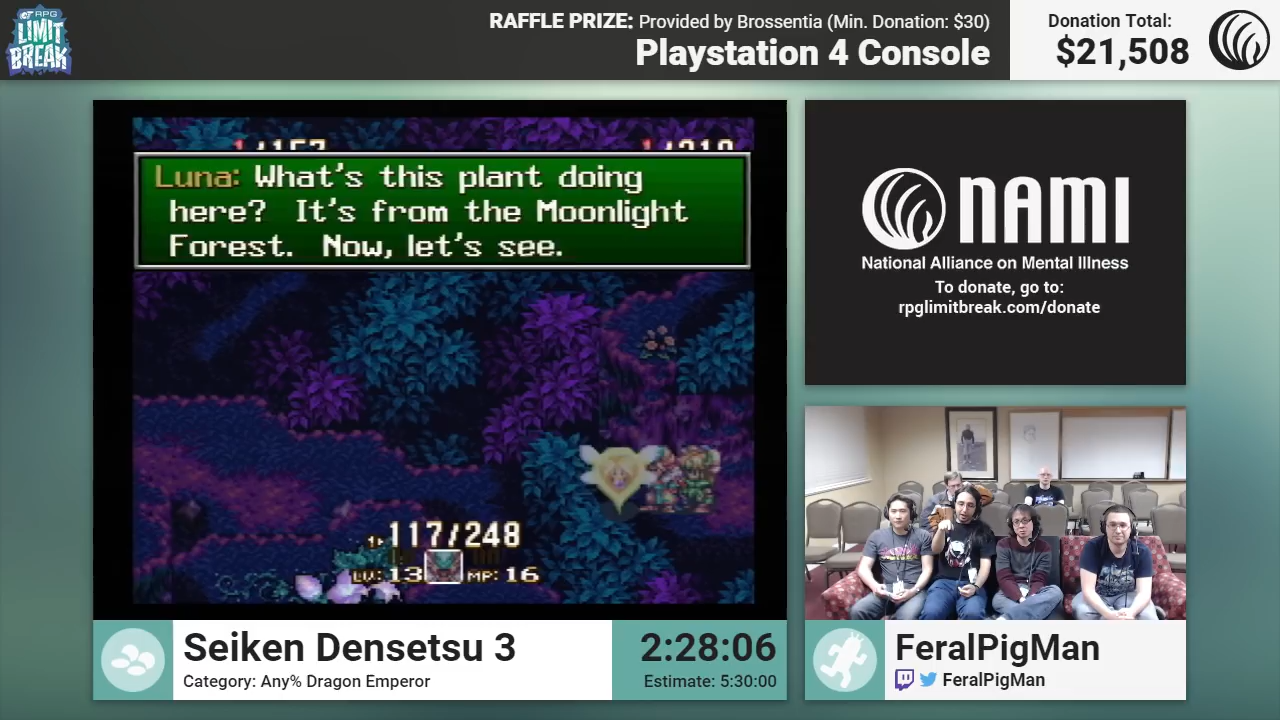 RPG
LIMIT
BREAK
RAFFLE PRIZE: Provided by Brossentia (Min. Donation: $30)
Playstation 4 Console
Donation Total:
$21,508
Luna: What's this plant doing
here? It's from the Moonlight
Forest. Now, let's see.
117/248
LV: 13 MP: 16
NAMI
National Alliance on Mental Illness
To donate, go to:
rpglimitbreak.com/donate
Seiken Densetsu 3
Category: Any% Dragon Emperor
2:28:06
Estimate: 5:30:00
FeralPigMan
FeralPigMan